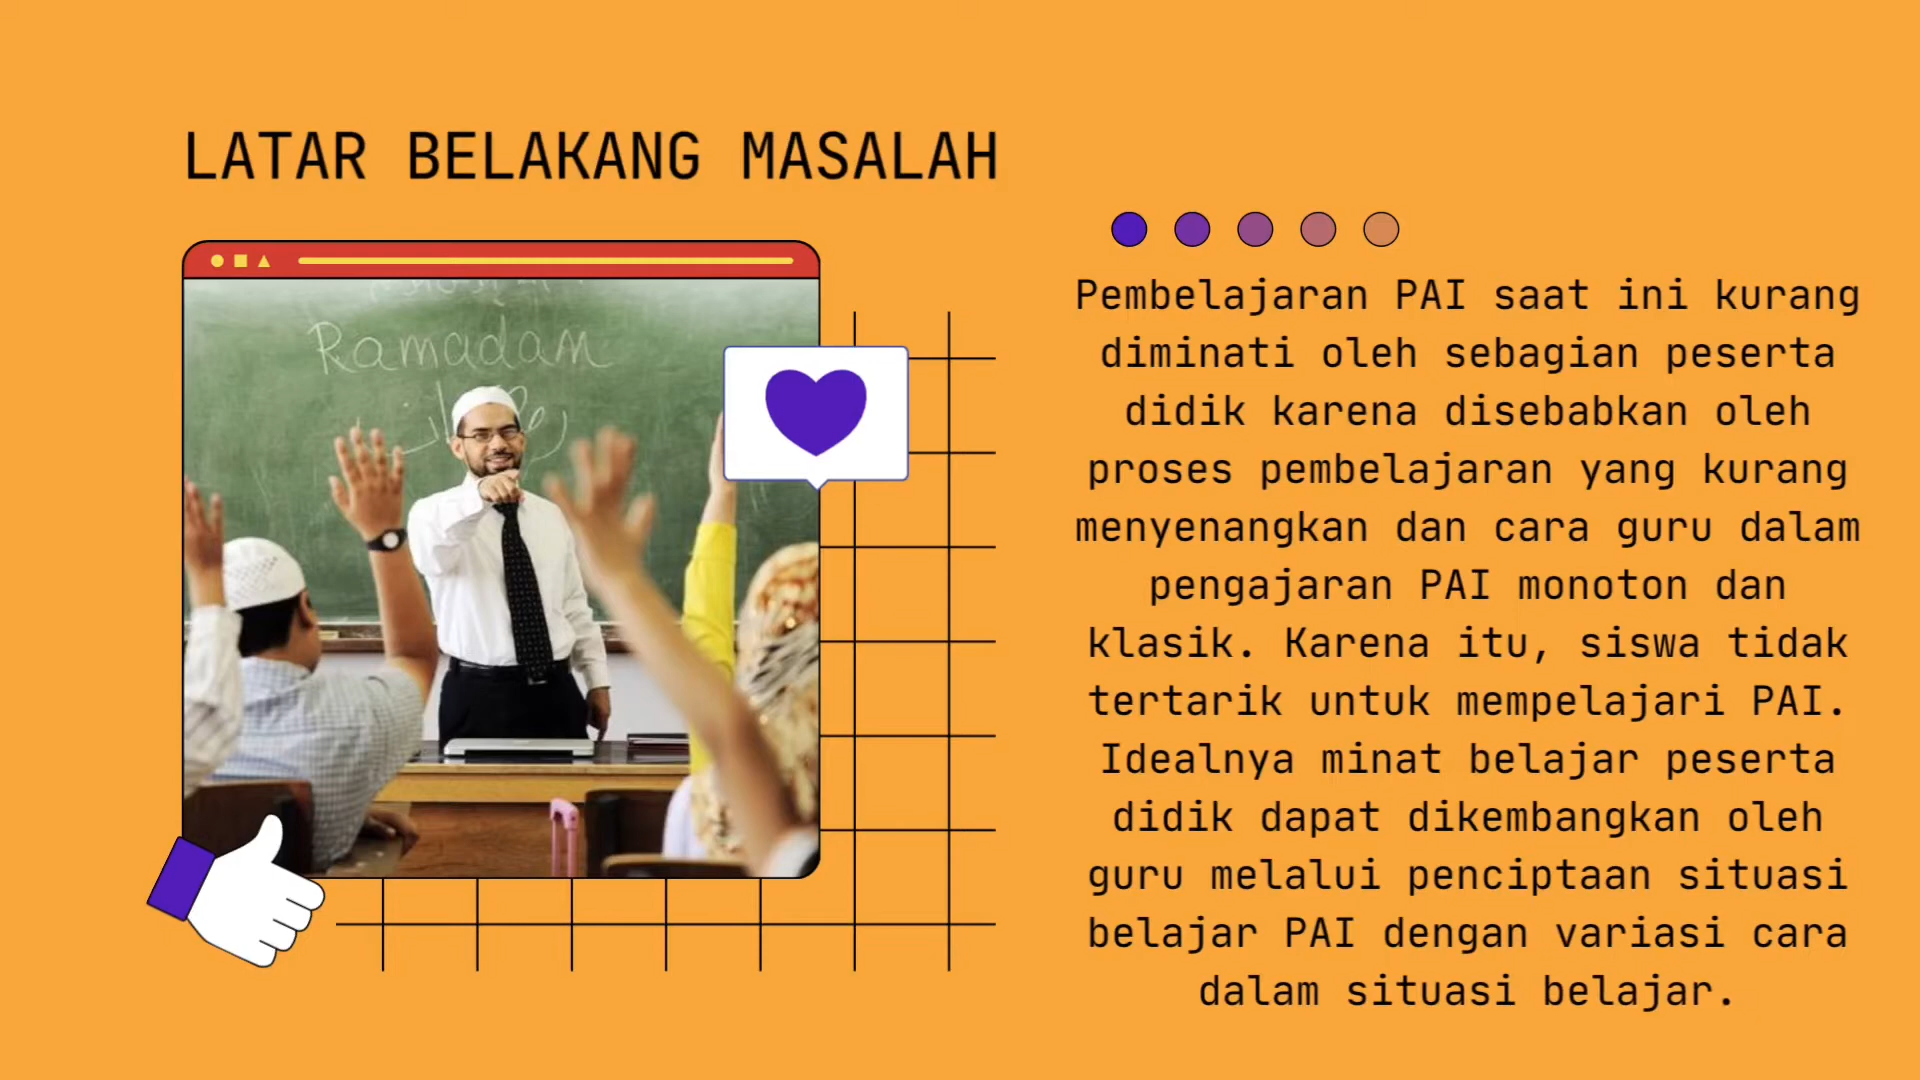 LATAR BELAKANG MASALAH
Ramadam
Pembelajaran PAI saat ini kurang
diminati oleh sebagian peserta
didik karena disebabkan oleh
proses pembelajaran yang kurang
menyenangkan dan cara guru dalam
pengajaran PAI monoton dan
klasik. Karena itu, siswa tidak
tertarik untuk mempelajari PAI.
Idealnya minat belajar peserta
didik dapat dikembangkan oleh
guru melalui penciptaan situasi
belajar PAI dengan variasi cara
dalam situasi belajar.